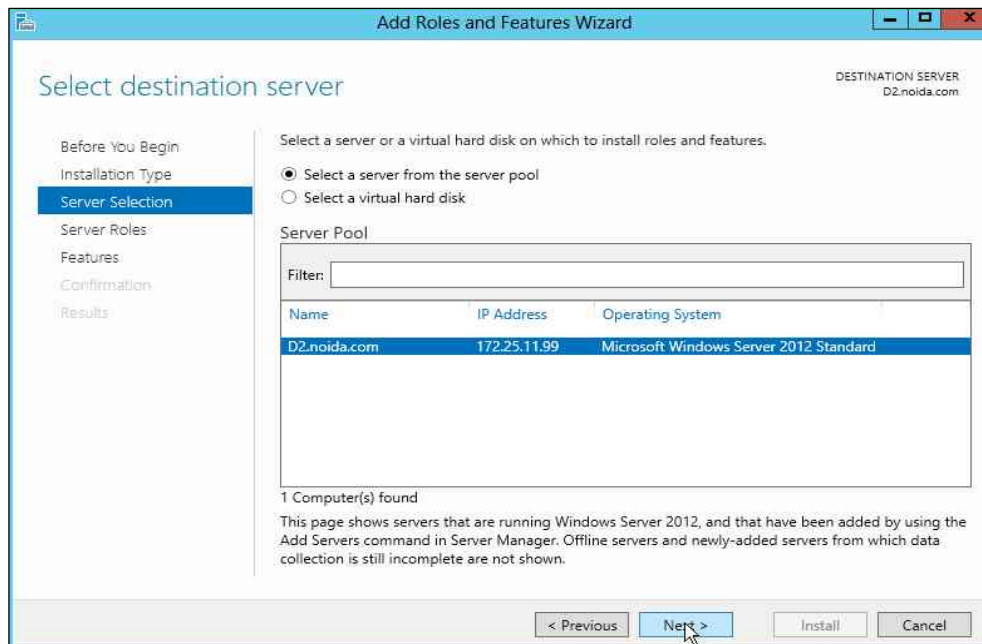 Add Roles and Features Wizard
Select destination server
DESTINATION SERVER
D2.noida.com
Before You Begin
Installation Type
Server Selection
Server Roles
Features
Confirmation
Results
Select a server or a virtual hard disk on which to install roles and features.
Select a server from the server pool
Select a virtual hard disk
Server Pool
Filter:
Name IP Address Operating System
D2.noida.com 172.25.11.99 Microsoft Windows Server 2012 Standard
1 Computer(s) found
This page shows servers that are running Windows Server 2012, and that have been added by using the
Add Servers command in Server Manager. Offline servers and newly-added servers from which data
collection is still incomplete are not shown.
< Previous Next > Install Cancel